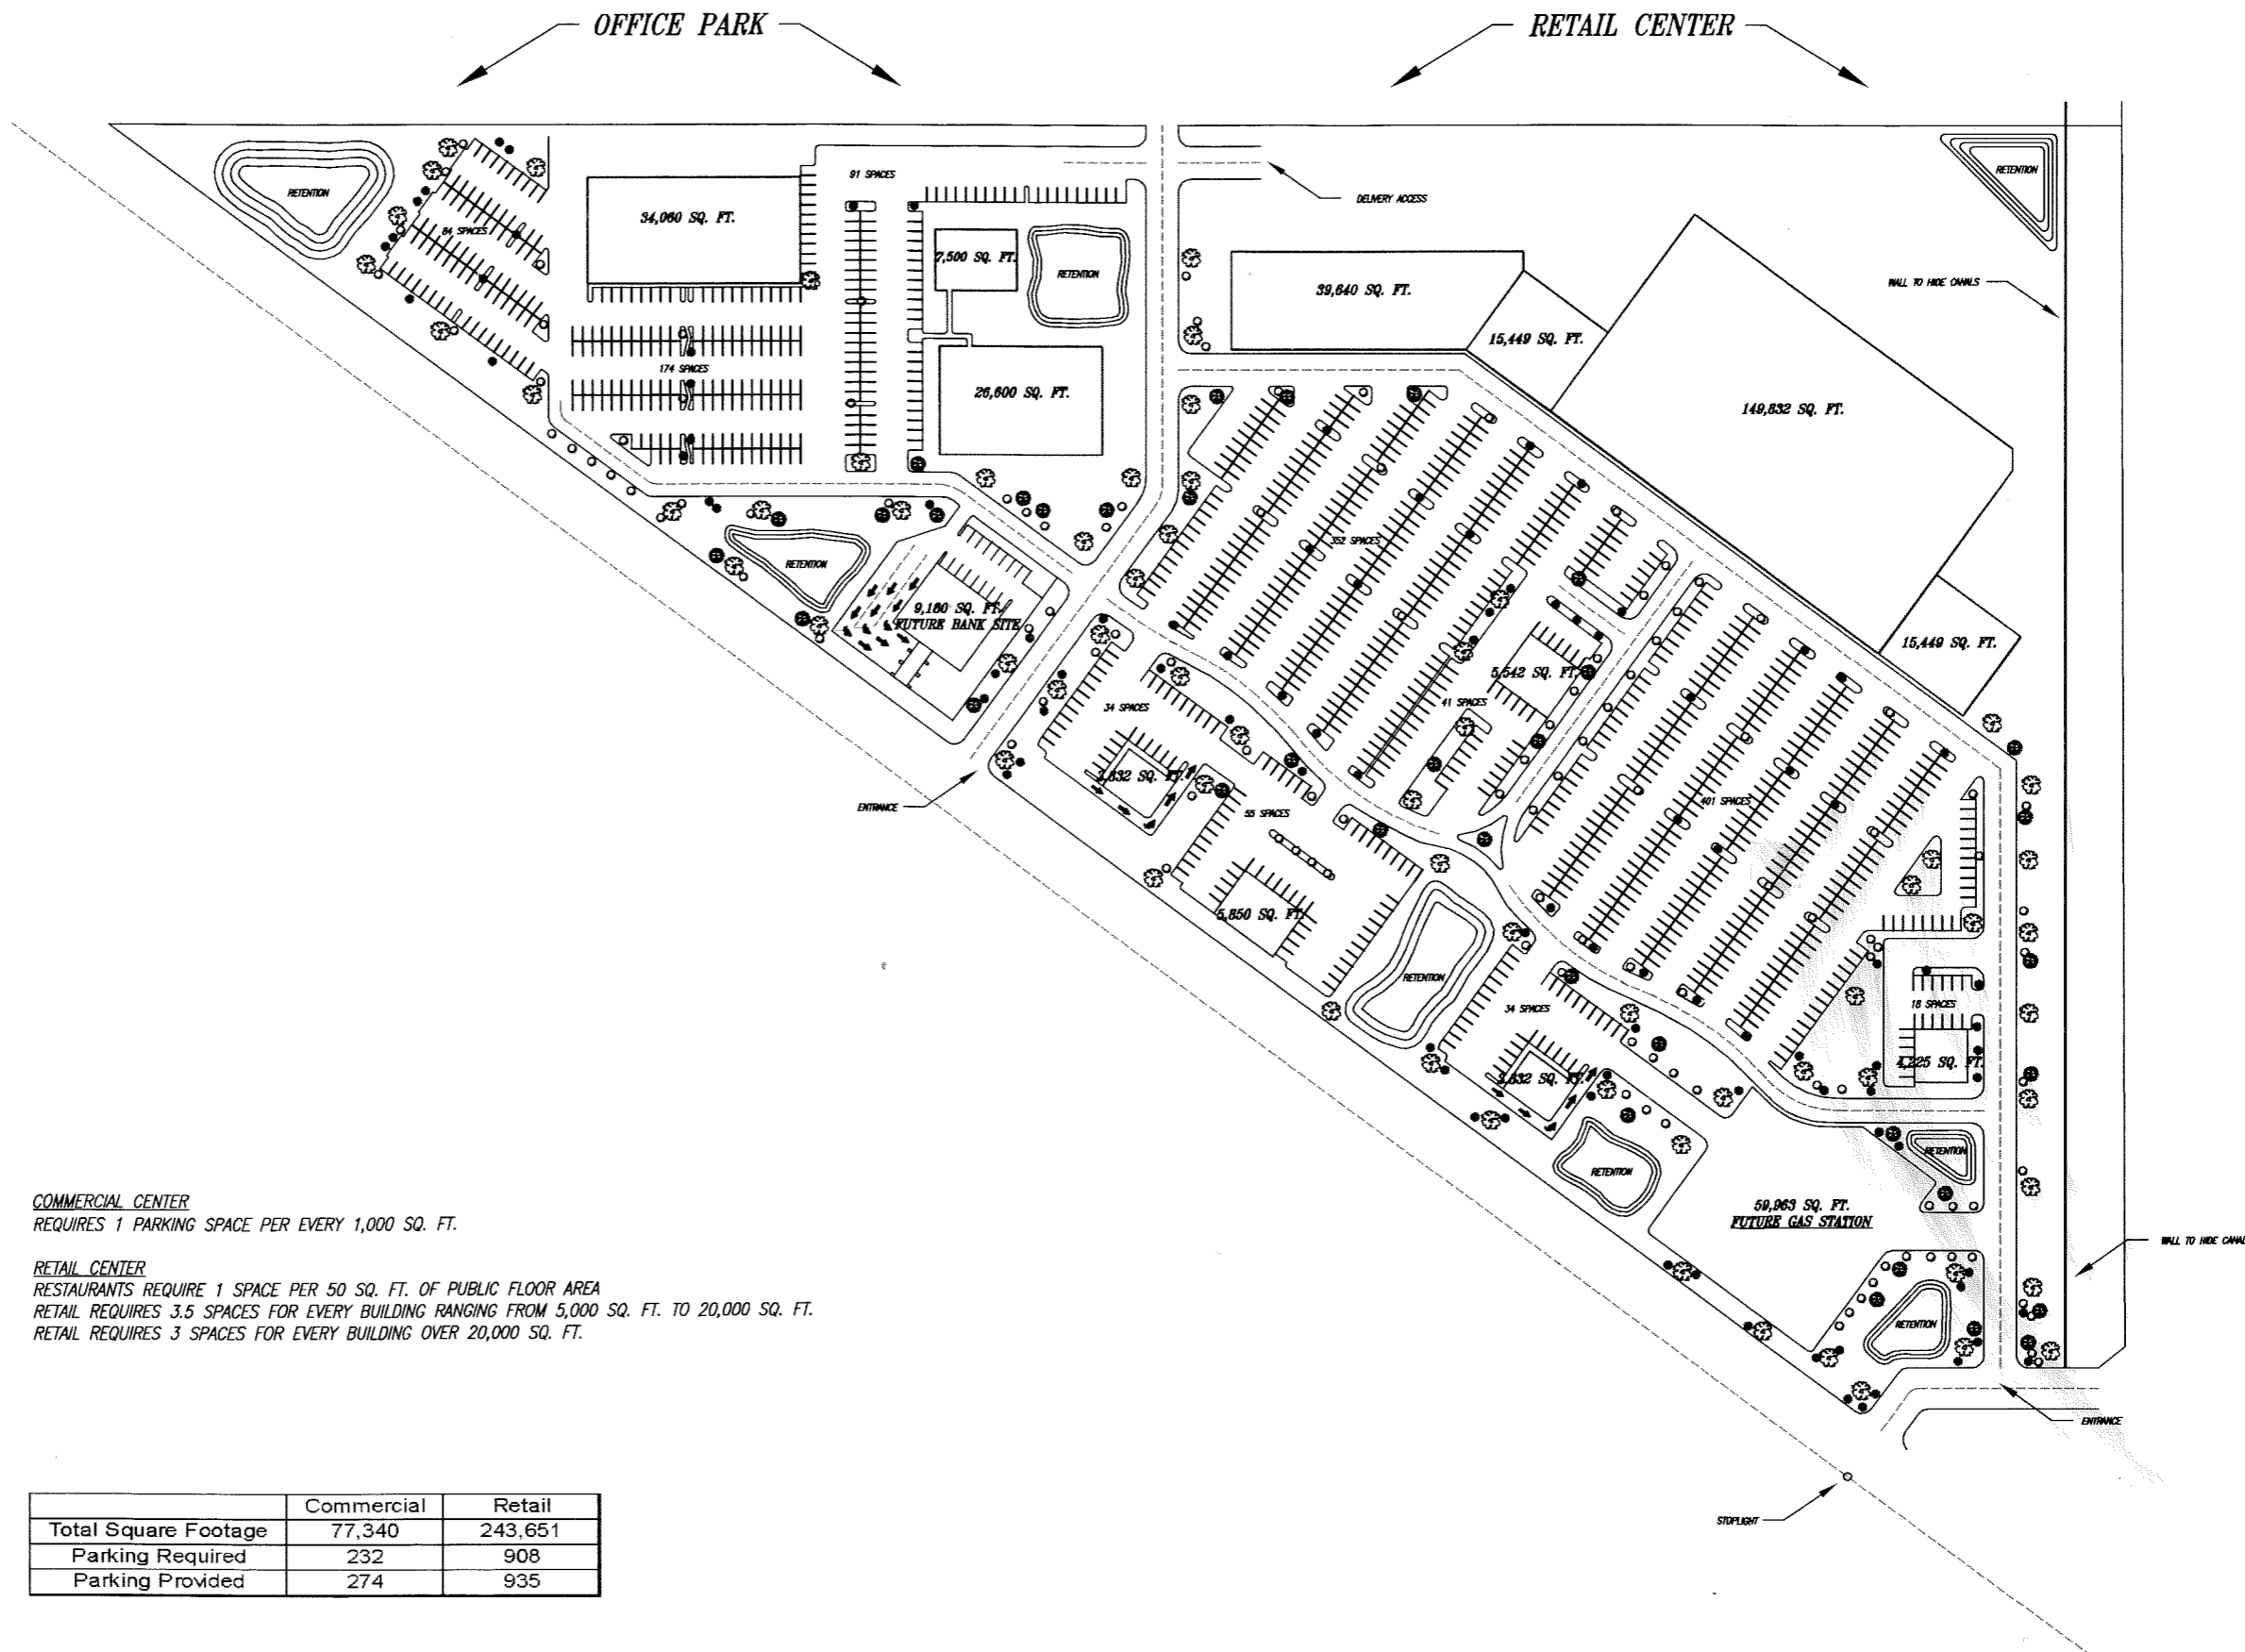 OFFICE PARK
RETAIL CENTER
RETENTION
84 SPACES
34,060 SQ. FT.
91 SPACES
7,500 SQ. FT.
RETENTION
DELIVERY ACCESS
174 SPACES
26,600 SQ. FT.
RETENTION
9,180 SQ. FT.
FUTURE BANK SITE
RETENTION
WALL TO HIDE CANALS
39,640 SQ. FT.
15,449 SQ. FT.
149,832 SQ. FT.
15,449 SQ. FT.
352 SPACES
5,542 SQ. FT.
41 SPACES
34 SPACES
3,832 SQ. FT.
55 SPACES
5,850 SQ. FT.
ENTRANCE
401 SPACES
RETENTION
34 SPACES
3,832 SQ. FT.
18 SPACES
4,225 SQ. FT.
RETENTION
RETENTION
59,963 SQ. FT.
FUTURE GAS STATION
RETENTION
WALL TO HIDE CANAL
ENTRANCE
STOPLIGHT
COMMERCIAL CENTER
REQUIRES 1 PARKING SPACE PER EVERY 1,000 SQ. FT.
RETAIL CENTER
RESTAURANTS REQUIRE 1 SPACE PER 50 SQ. FT. OF PUBLIC FLOOR AREA
RETAIL REQUIRES 3.5 SPACES FOR EVERY BUILDING RANGING FROM 5,000 SQ. FT. TO 20,000 SQ. FT.
RETAIL REQUIRES 3 SPACES FOR EVERY BUILDING OVER 20,000 SQ. FT.
Commercial Retail
Total Square Footage 77,340 243,651
Parking Required 232 908
Parking Provided 274 935